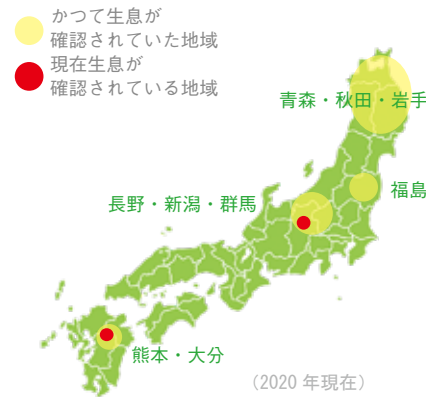 かつて生息が
確認されていた地域
現在生息が
確認されている地域
青森・秋田・岩手
福島
長野・新潟・群馬
熊本・大分
（2020 年現在）